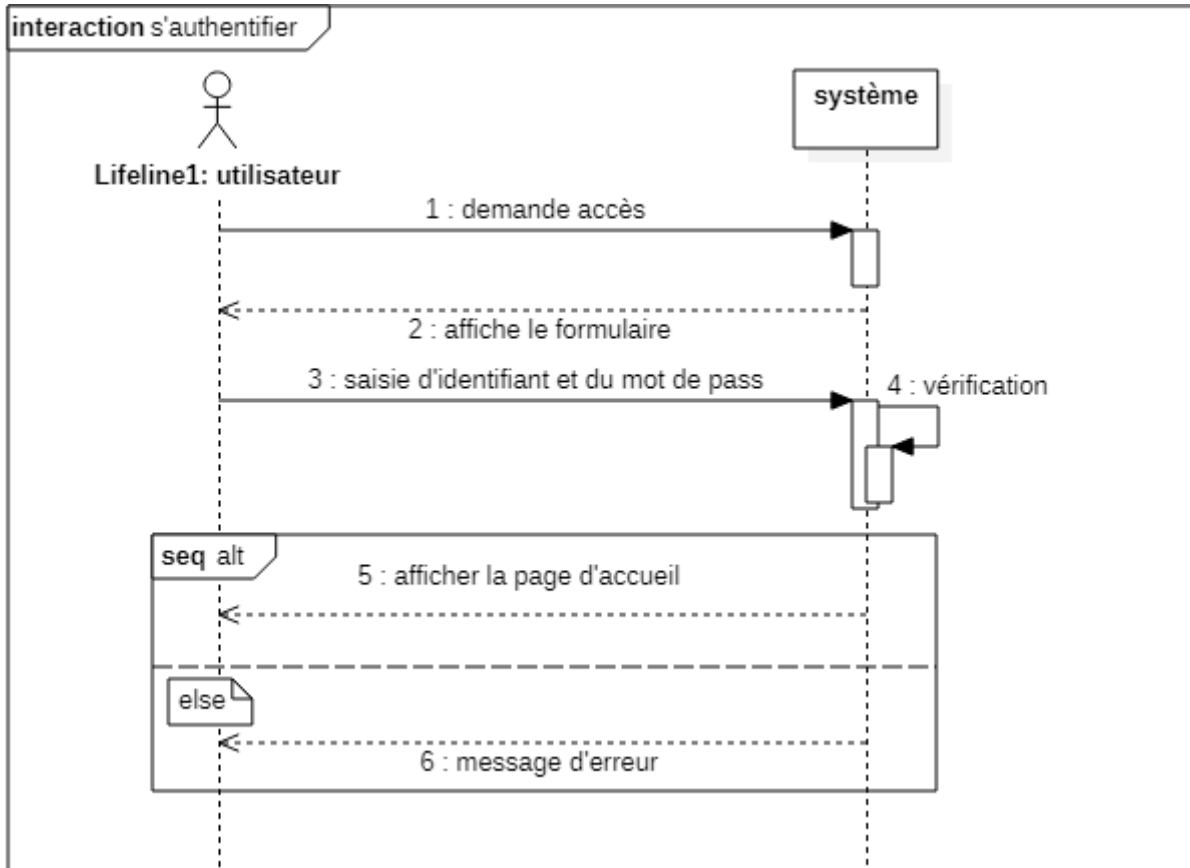 interaction s'authentifier
système
Lifeline1: utilisateur
1 : demande accès
2 : affiche le formulaire
3 : saisie d'identifiant et du mot de pass
4 : vérification
seq alt
5 : afficher la page d'accueil
else
6 : message d'erreur